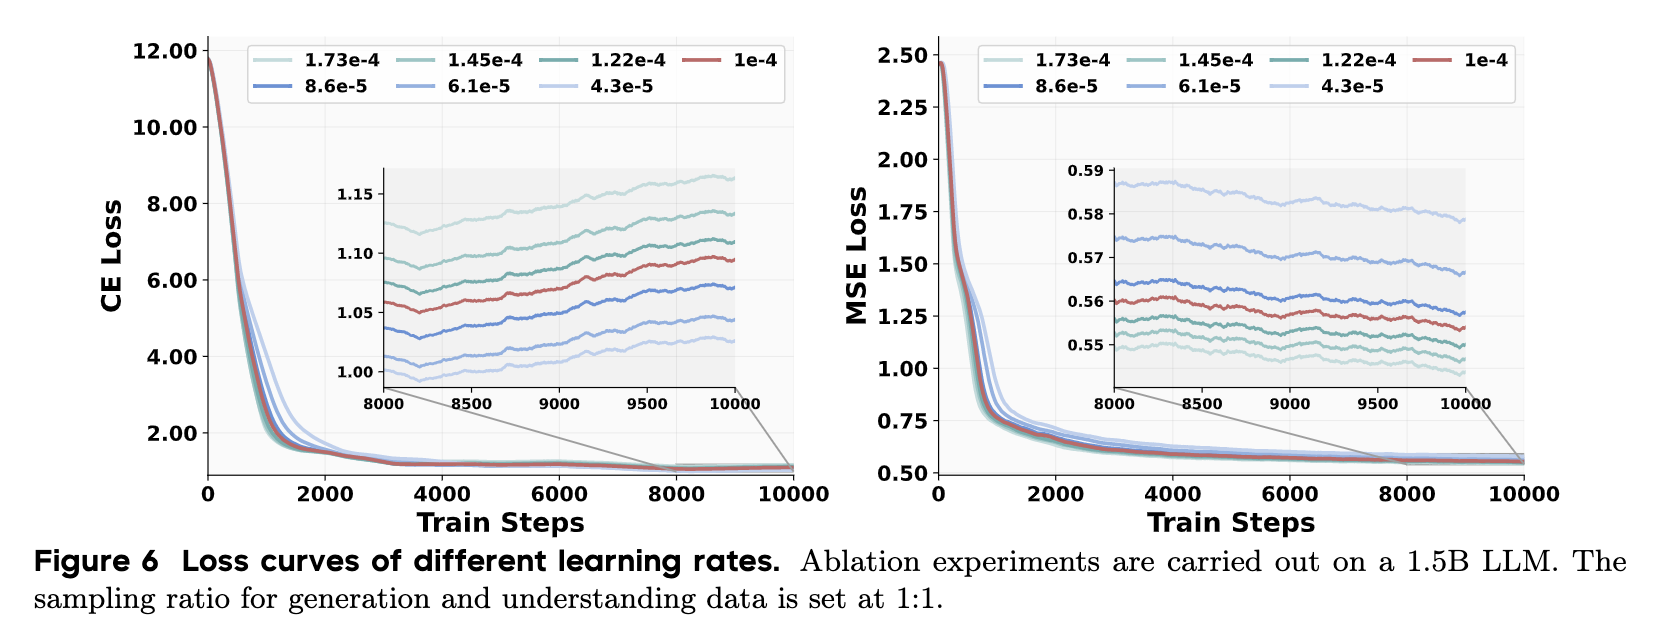 12.00
10.00
8.00
6.00
4.00
2.00
CE Loss
1.73e-4 1.45e-4 1.22e-4 1e-4
8.6e-5 6.1e-5 4.3e-5
1.15
1.10
1.05
1.00
8000 8500 9000 9500 10000
0 2000 4000 6000 8000 10000
Train Steps
2.50
2.25
2.00
1.75
1.50
1.25
1.00
0.75
0.50
MSE Loss
1.73e-4 1.45e-4 1.22e-4 1e-4
8.6e-5 6.1e-5 4.3e-5
0.59
0.58
0.57
0.56
0.55
8000 8500 9000 9500 10000
0 2000 4000 6000 8000 10000
Train Steps
Figure 6 Loss curves of different learning rates. Ablation experiments are carried out on a 1.5B LLM. The
sampling ratio for generation and understanding data is set at 1:1.